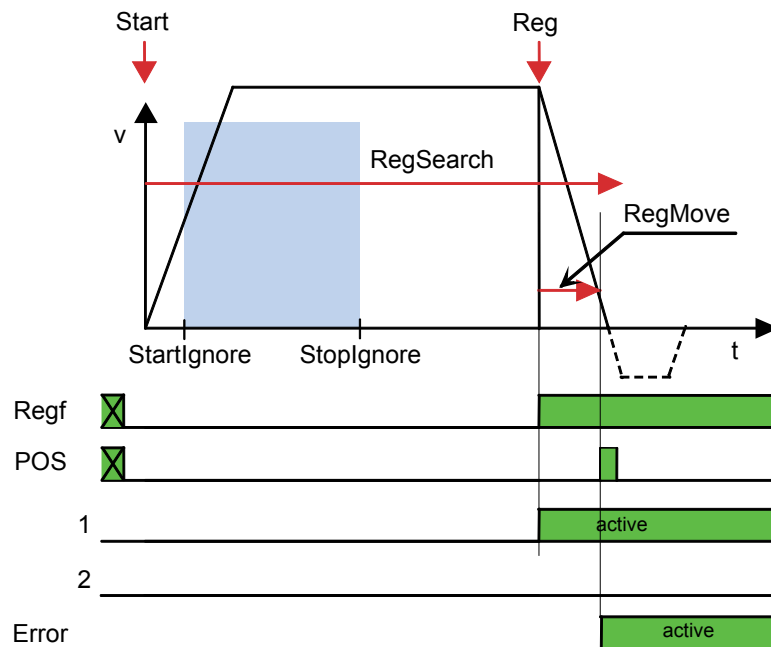 Start
Reg
v
RegSearch
RegMove
StartIgnore
StopIgnore
t
Regf
POS
1
active
2
Error
active